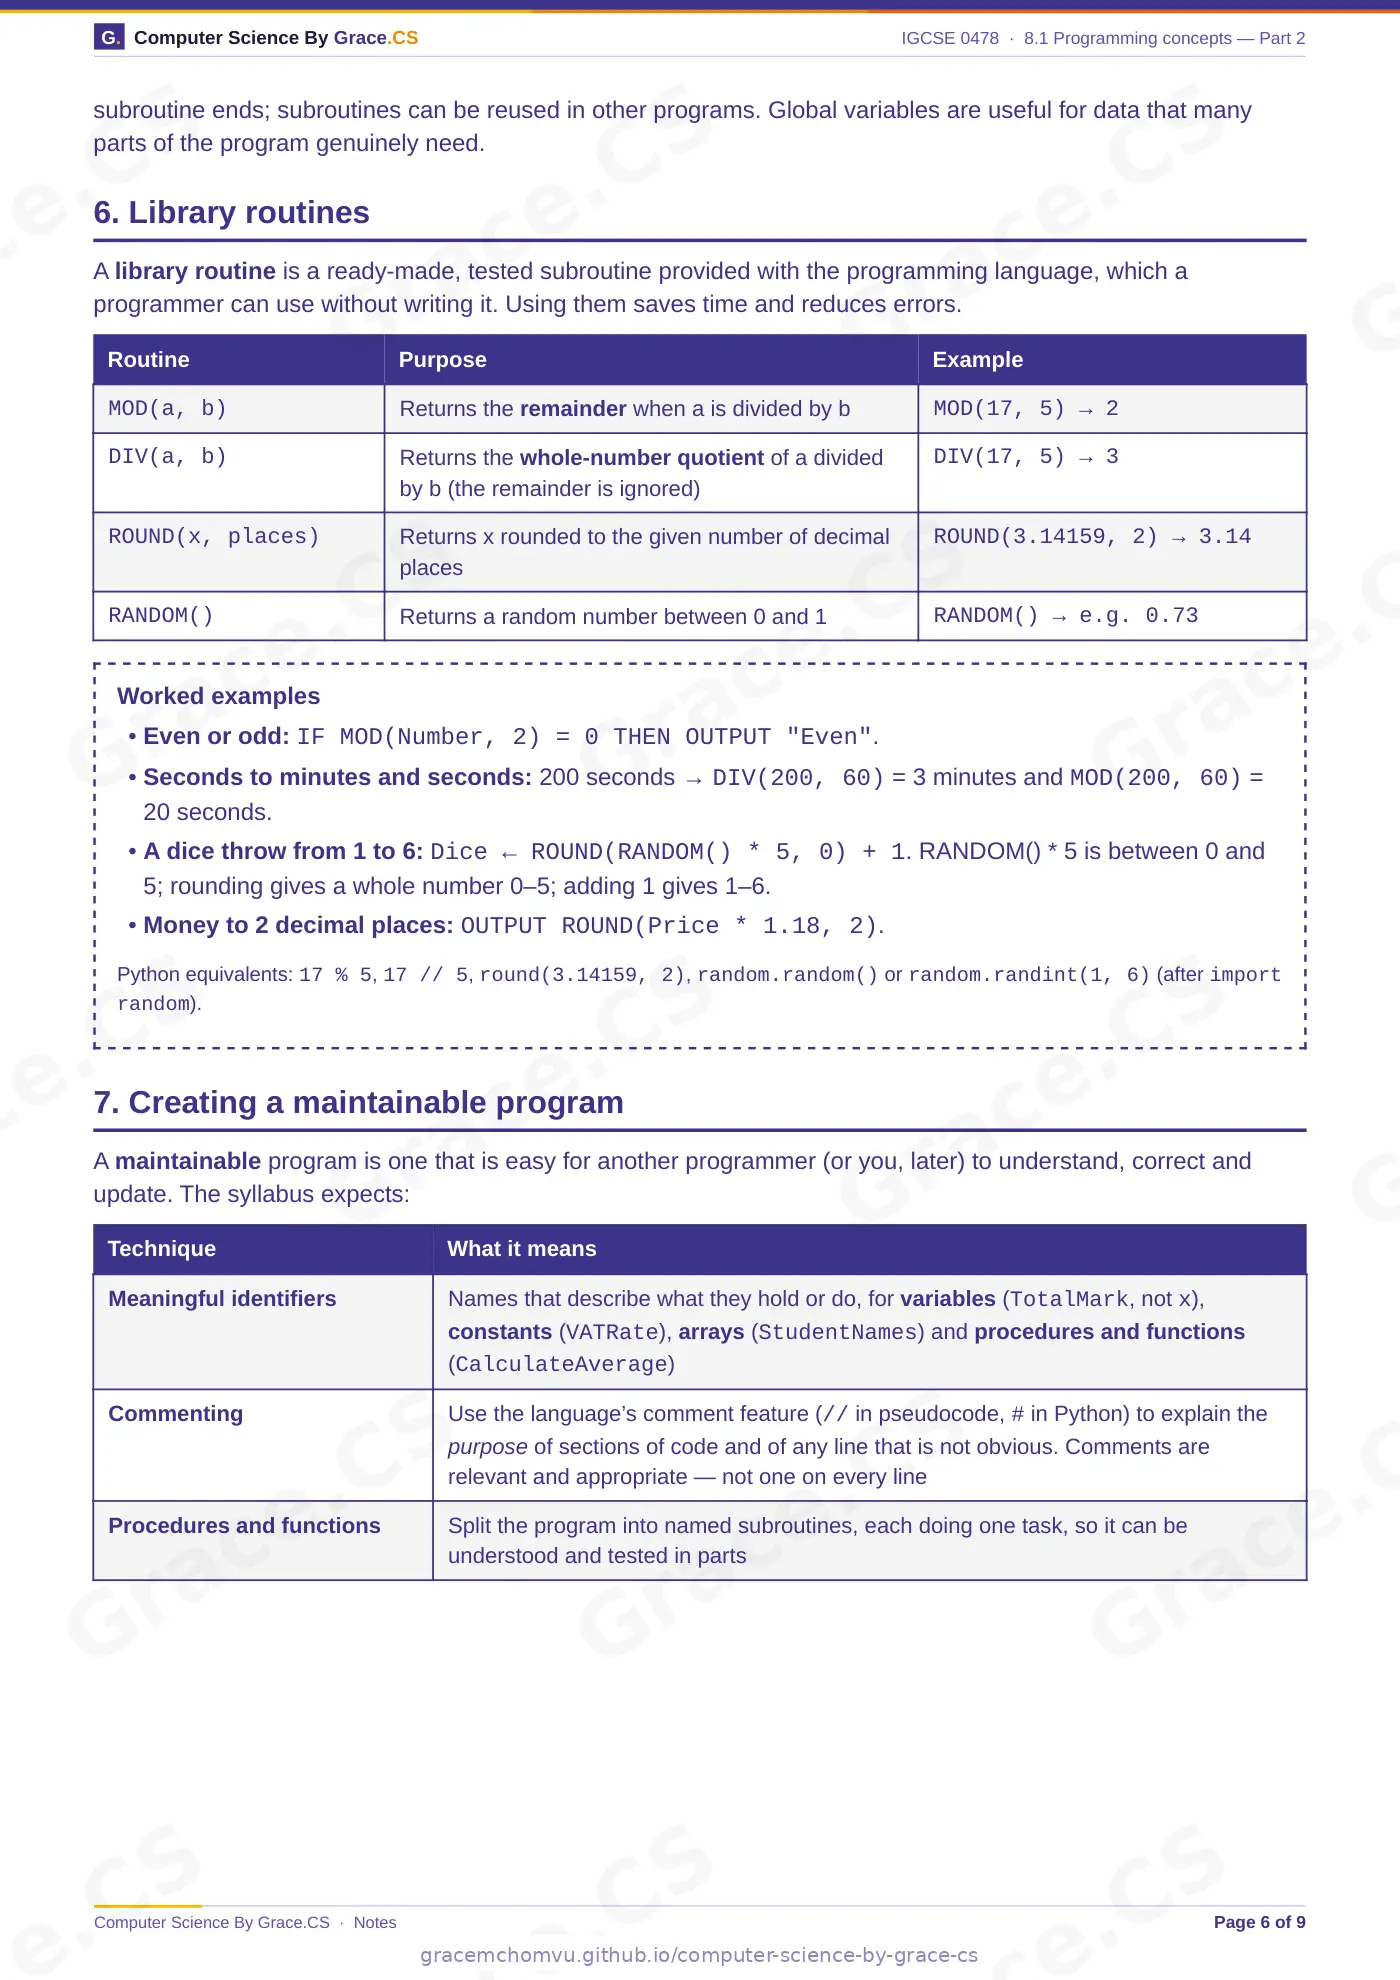 G. Computer Science By Grace.CS
IGCSE 0478 · 8.1 Programming concepts — Part 2
subroutine ends; subroutines can be reused in other programs. Global variables are useful for data that many
parts of the program genuinely need.
6. Library routines
A library routine is a ready-made, tested subroutine provided with the programming language, which a
programmer can use without writing it. Using them saves time and reduces errors.
Routine Purpose Example
MOD(a, b) Returns the remainder when a is divided by b MOD(17, 5) → 2
DIV(a, b) Returns the whole-number quotient of a divided DIV(17, 5) → 3
by b (the remainder is ignored)
ROUND(x, places) Returns x rounded to the given number of decimal ROUND(3.14159, 2) → 3.14
places
RANDOM() Returns a random number between 0 and 1 RANDOM() → e.g. 0.73
Worked examples
• Even or odd: IF MOD(Number, 2) = 0 THEN OUTPUT "Even".
• Seconds to minutes and seconds: 200 seconds → DIV(200, 60) = 3 minutes and MOD(200, 60) =
20 seconds.
• A dice throw from 1 to 6: Dice ← ROUND(RANDOM() * 5, 0) + 1. RANDOM() * 5 is between 0 and
5; rounding gives a whole number 0–5; adding 1 gives 1–6.
• Money to 2 decimal places: OUTPUT ROUND(Price * 1.18, 2).
Python equivalents: 17 % 5, 17 // 5, round(3.14159, 2), random.random() or random.randint(1, 6) (after import
random).
7. Creating a maintainable program
A maintainable program is one that is easy for another programmer (or you, later) to understand, correct and
update. The syllabus expects:
Technique What it means
Meaningful identifiers Names that describe what they hold or do, for variables (TotalMark, not x),
constants (VATRate), arrays (StudentNames) and procedures and functions
(CalculateAverage)
Commenting Use the language’s comment feature (// in pseudocode, # in Python) to explain the
purpose of sections of code and of any line that is not obvious. Comments are
relevant and appropriate — not one on every line
Procedures and functions Split the program into named subroutines, each doing one task, so it can be
understood and tested in parts
Computer Science By Grace.CS · Notes
Page 6 of 9
gracemchomvu.github.io/computer-science-by-grace-cs